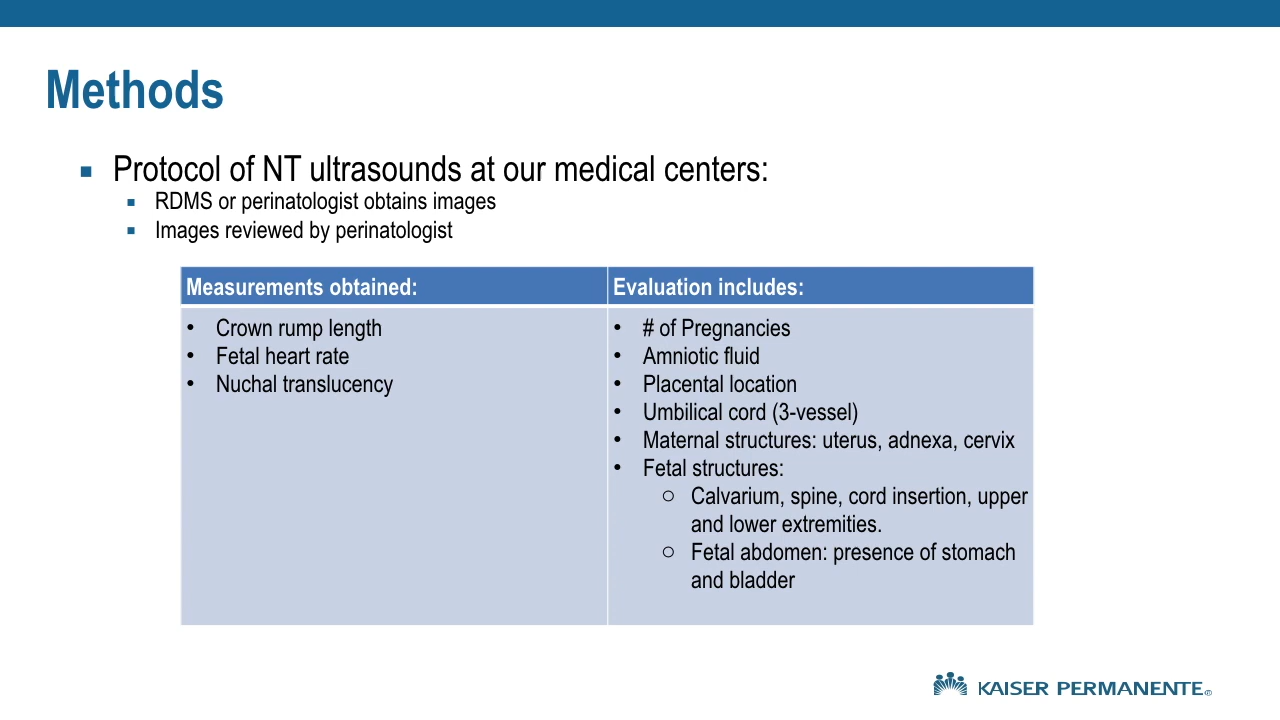 Methods
Protocol of NT ultrasounds at our medical centers:
RDMS or perinatologist obtains images
Images reviewed by perinatologist
Measurements obtained:
• Crown rump length
• Fetal heart rate
• Nuchal translucency
Evaluation includes:
• # of Pregnancies
• Amniotic fluid
• Placental location
• Umbilical cord (3-vessel)
• Maternal structures: uterus, adnexa, cervix
• Fetal structures:
○ Calvarium, spine, cord insertion, upper
and lower extremities.
○ Fetal abdomen: presence of stomach
and bladder
KAISER PERMANENTE®